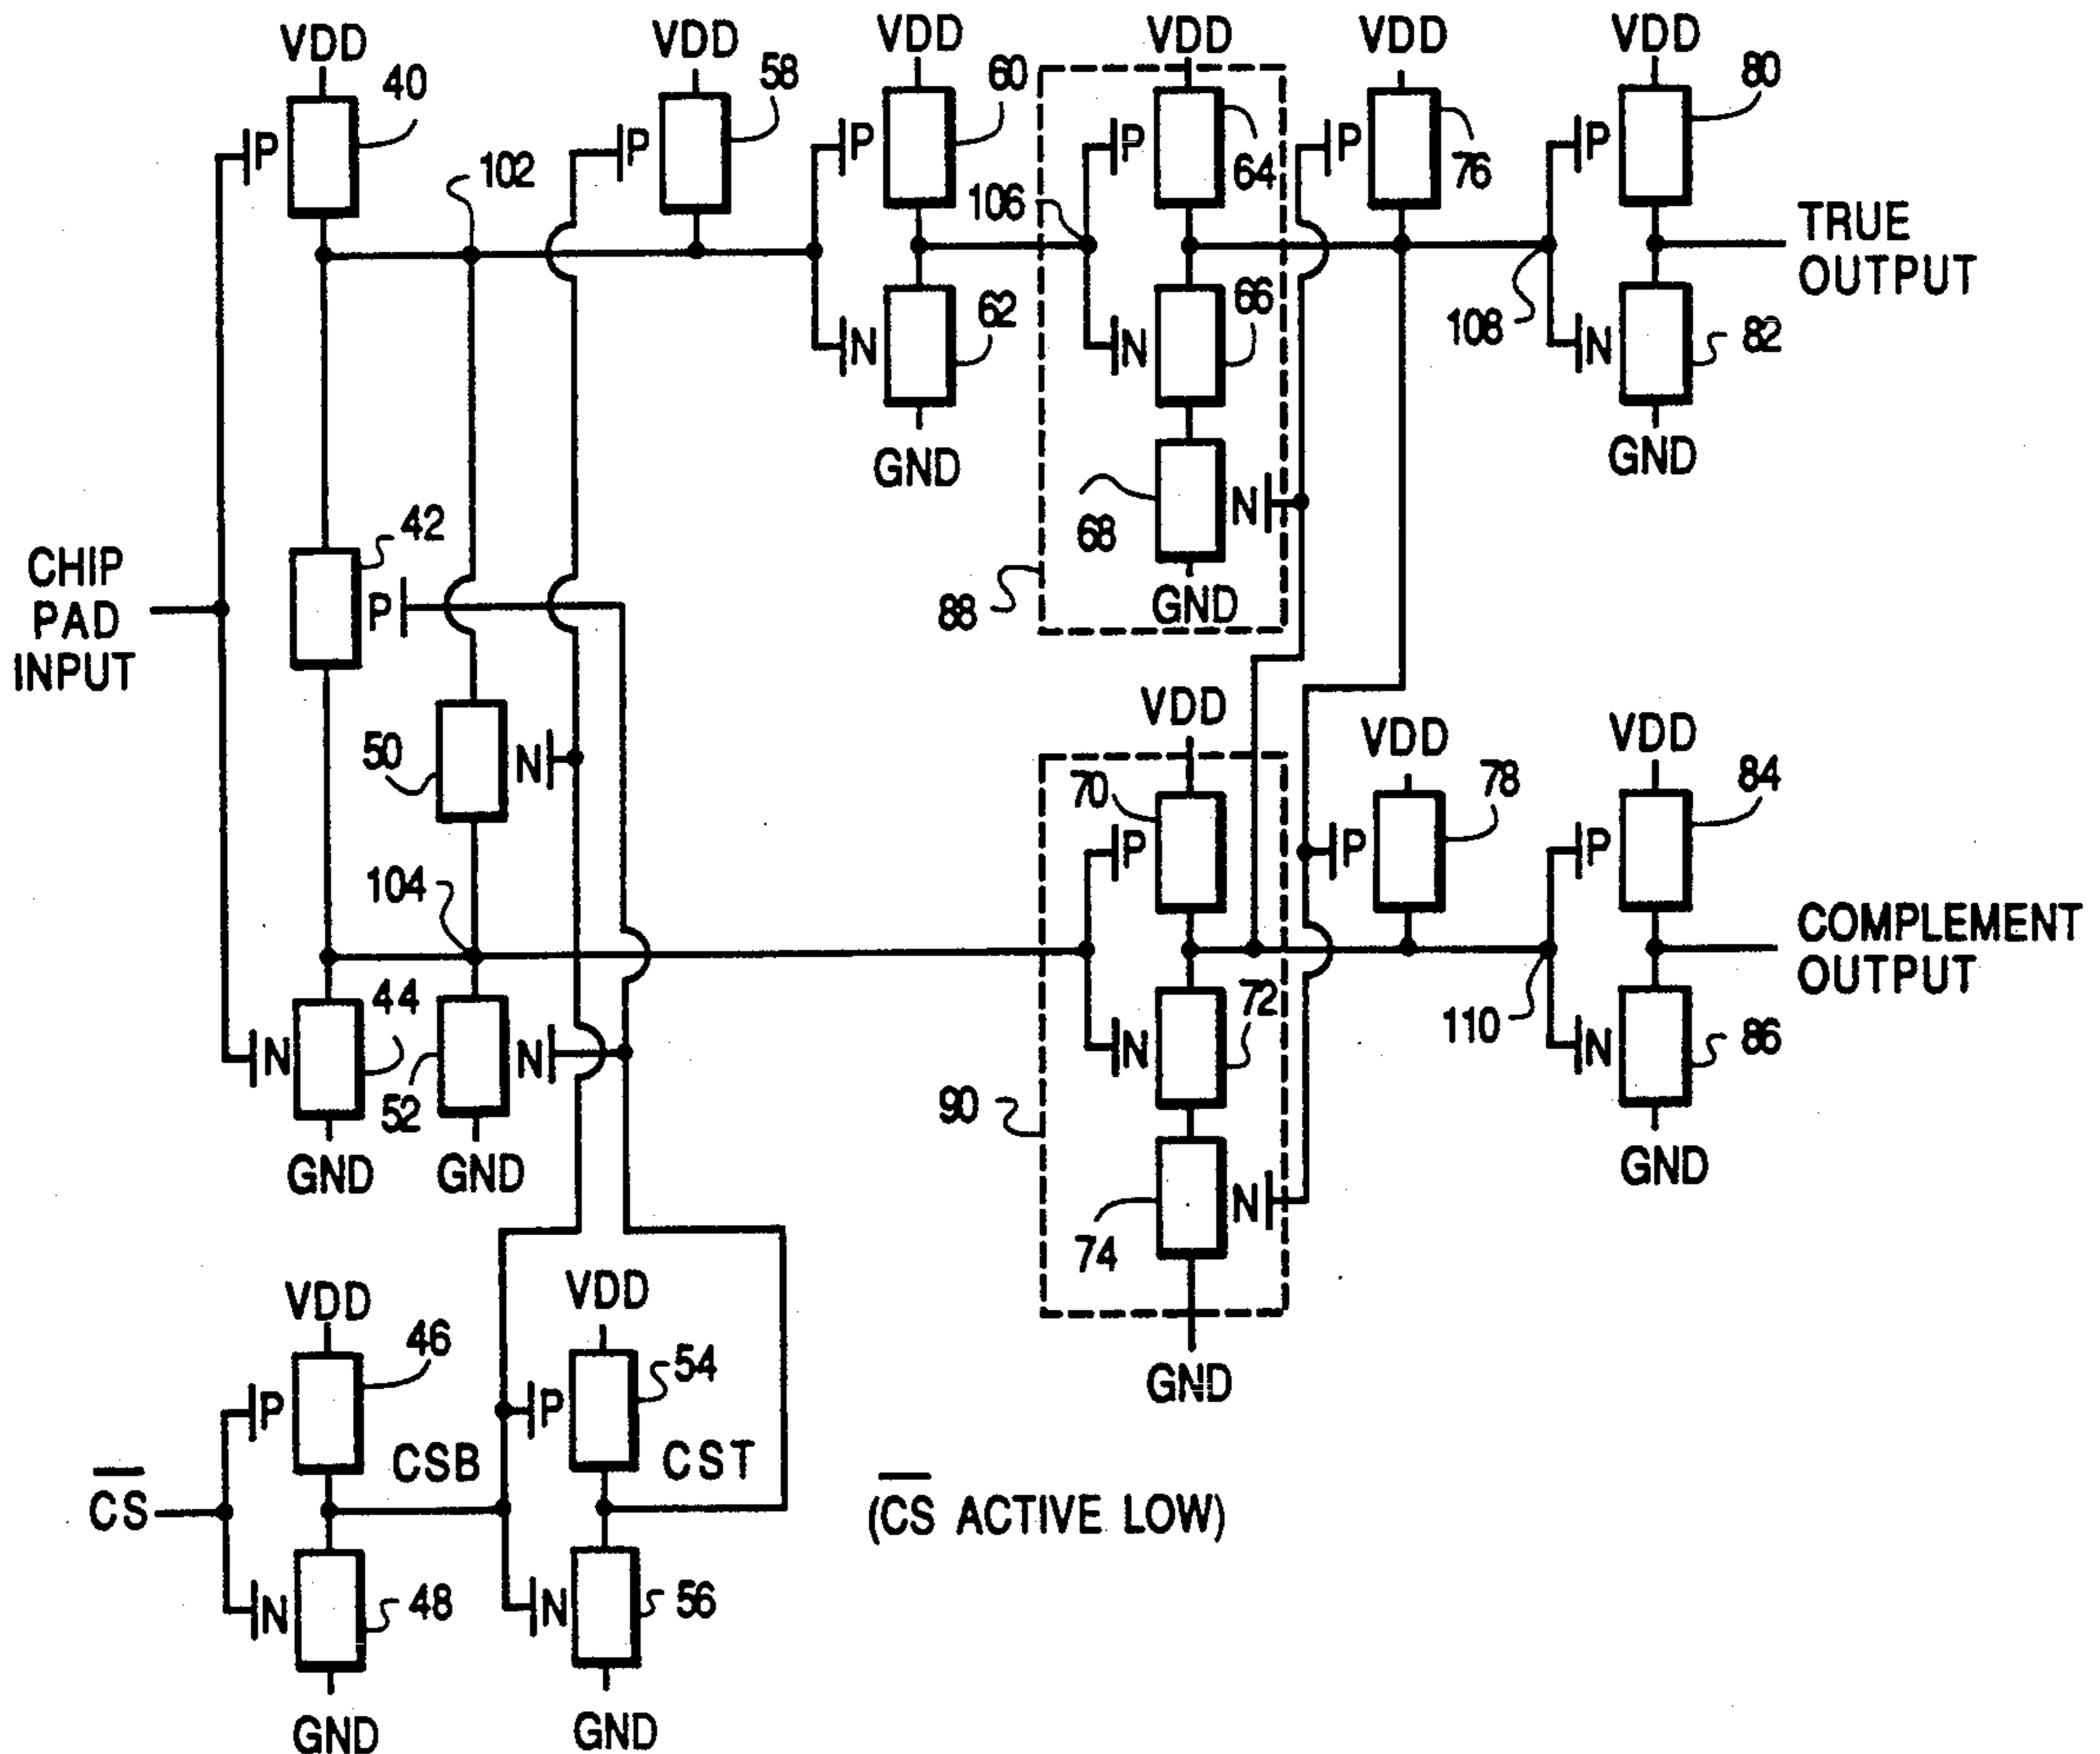 VDD VDD VDD VDD VDD VDD
40 58 60 80
P P P P P P
102 106 64 76
TRUE
OUTPUT
62 66 108 82
N N N
GND GND
42 68 N
CHIP
PAD
INPUT
P
88 GND
VDD VDD VDD
50 N 70 78 84
P P P
104
COMPLEMENT
OUTPUT
44 72 110 86
N N N N
52 90
GND GND GND
74 N
VDD VDD
46 54
GND
P P
CSB CST
CS (CS ACTIVE LOW)
N 48 N 56
GND GND